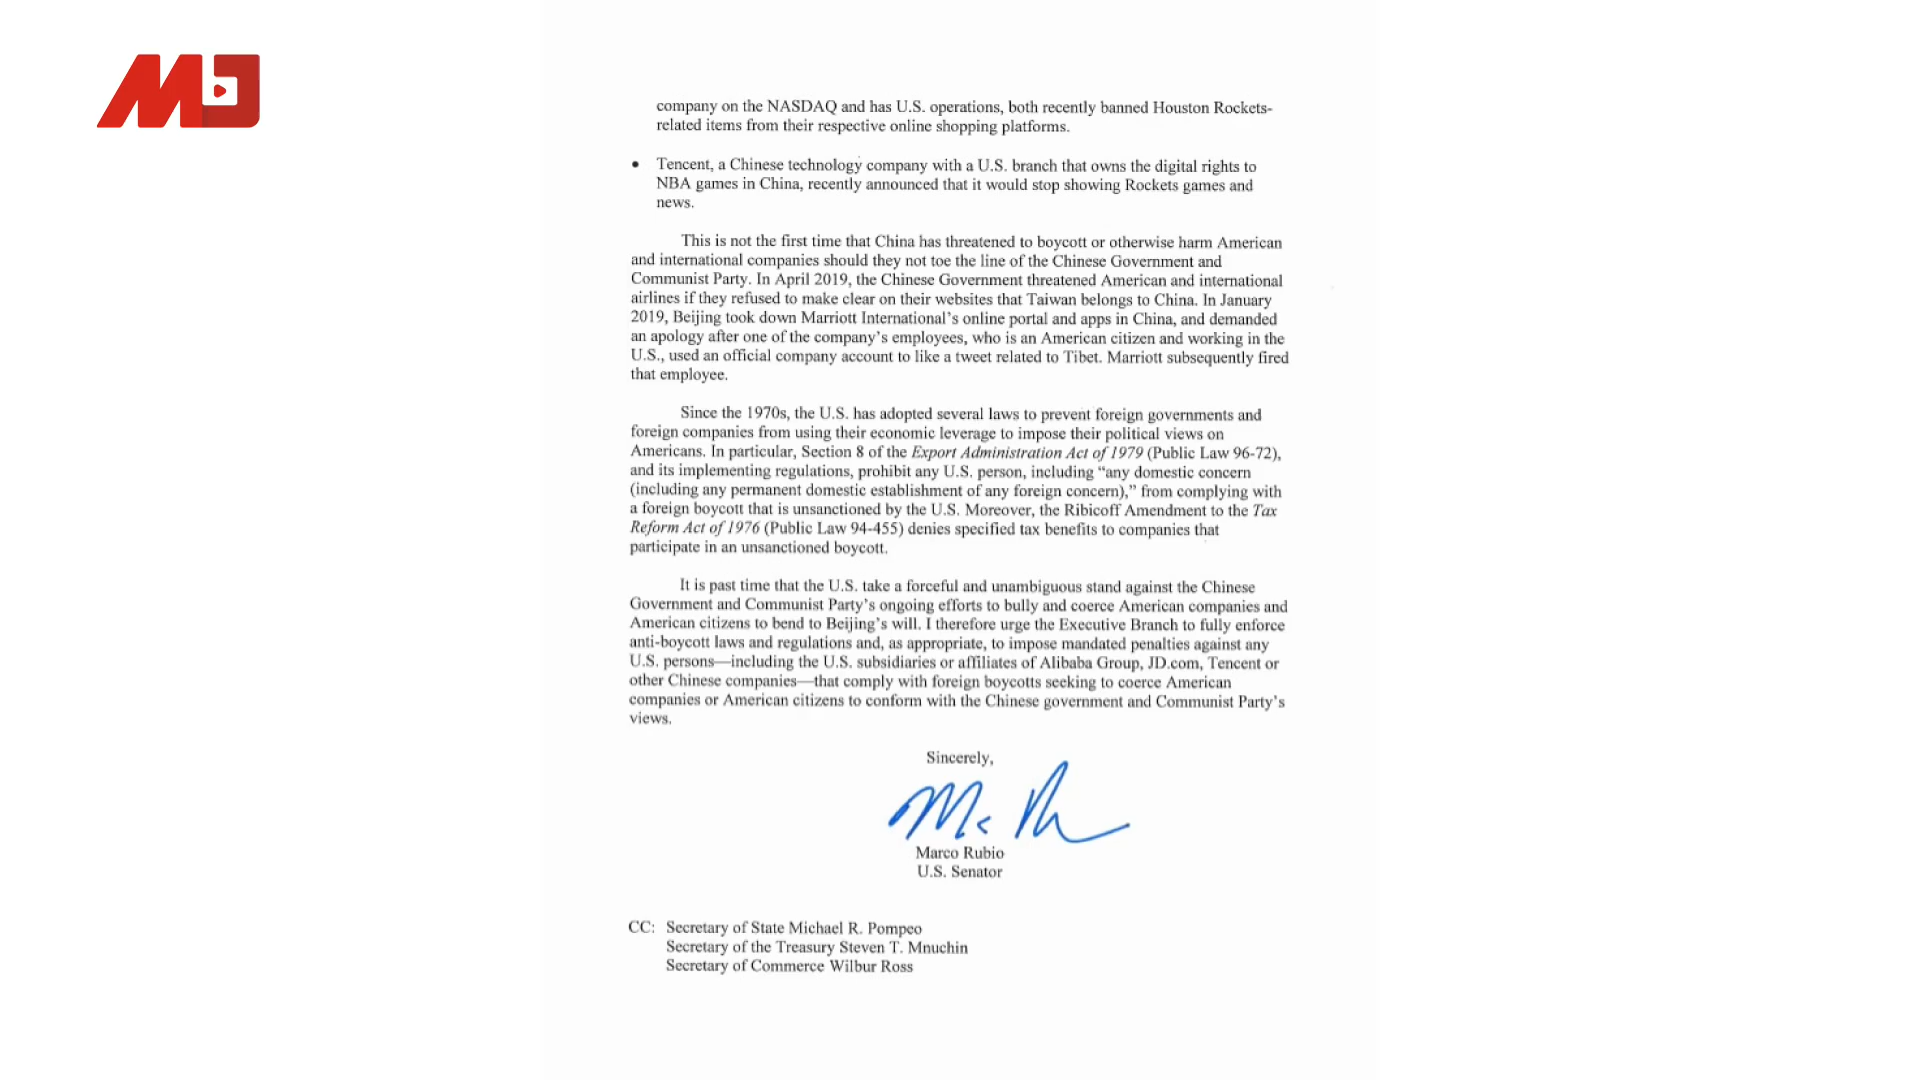 MJ
company on the NASDAQ and has U.S. operations, both recently banned Houston Rockets-
related items from their respective online shopping platforms.
• Tencent, a Chinese technology company with a U.S. branch that owns the digital rights to
NBA games in China, recently announced that it would stop showing Rockets games and
news.
This is not the first time that China has threatened to boycott or otherwise harm American
and international companies should they not toe the line of the Chinese Government and
Communist Party. In April 2019, the Chinese Government threatened American and international
airlines if they refused to make clear on their websites that Taiwan belongs to China. In January
2019, Beijing took down Marriott International's online portal and apps in China, and demanded
an apology after one of the company's employees, who is an American citizen and working in the
U.S., used an official company account to like a tweet related to Tibet. Marriott subsequently fired
that employee.
Since the 1970s, the U.S. has adopted several laws to prevent foreign governments and
foreign companies from using their economic leverage to impose their political views on
Americans. In particular, Section 8 of the Export Administration Act of 1979 (Public Law 96-72),
and its implementing regulations, prohibit any U.S. person, including “any domestic concern
(including any permanent domestic establishment of any foreign concern),” from complying with
a foreign boycott that is unsanctioned by the U.S. Moreover, the Ribicoff Amendment to the Tax
Reform Act of 1976 (Public Law 94-455) denies specified tax benefits to companies that
participate in an unsanctioned boycott.
It is past time that the U.S. take a forceful and unambiguous stand against the Chinese
Government and Communist Party's ongoing efforts to bully and coerce American companies and
American citizens to bend to Beijing's will. I therefore urge the Executive Branch to fully enforce
anti-boycott laws and regulations and, as appropriate, to impose mandated penalties against any
U.S. persons—including the U.S. subsidiaries or affiliates of Alibaba Group, JD.com, Tencent or
other Chinese companies—that comply with foreign boycotts seeking to coerce American
companies or American citizens to conform with the Chinese government and Communist Party's
views.
Sincerely,
Marco Rubio
U.S. Senator
CC: Secretary of State Michael R. Pompeo
Secretary of the Treasury Steven T. Mnuchin
Secretary of Commerce Wilbur Ross